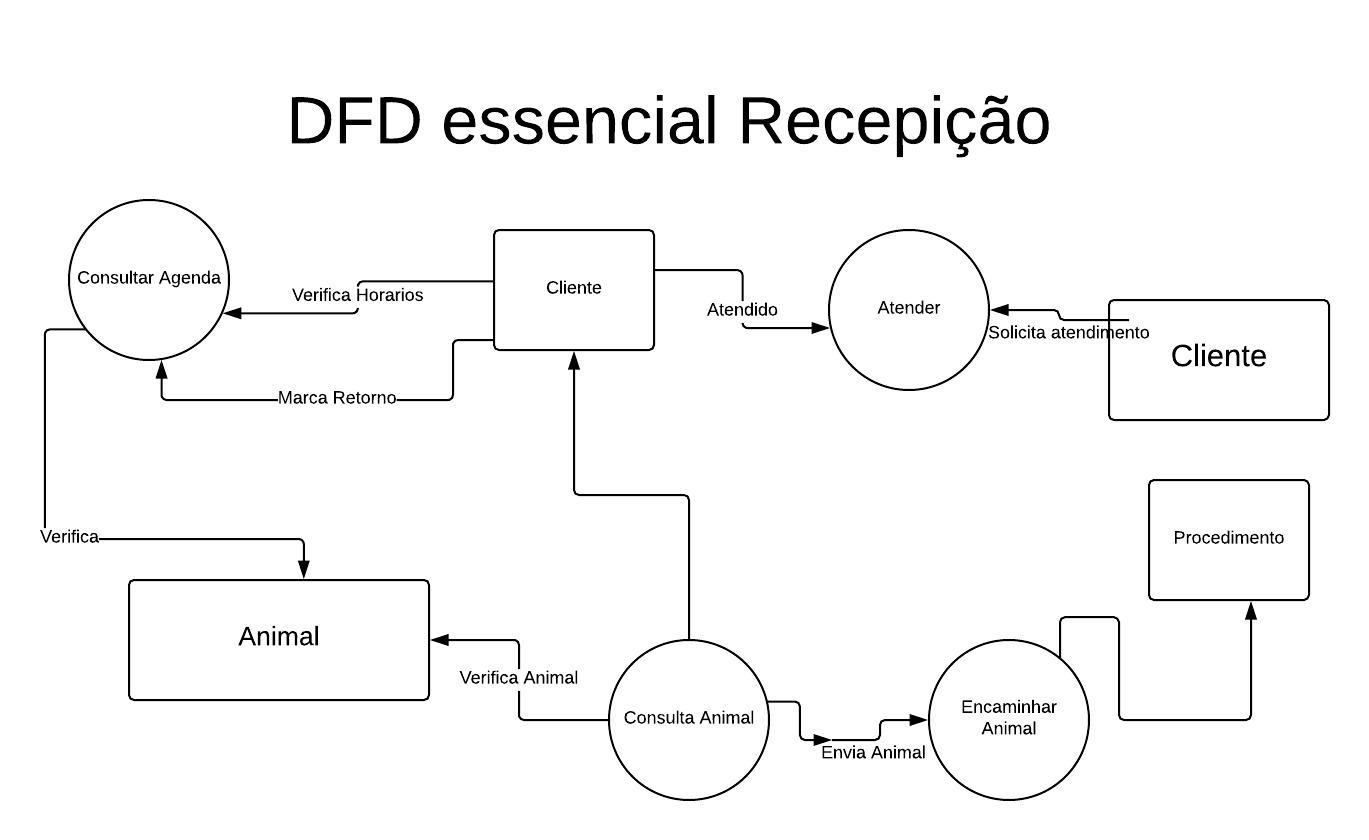 DFD essencial Recepição
Consultar Agenda
Verifica Horarios
Cliente
Atendido
Atender
Solicita atendimento
Cliente
Marca Retorno
Verifica
Procedimento
Animal
Verifica Animal
Consulta Animal
Envia Animal
Encaminhar
Animal